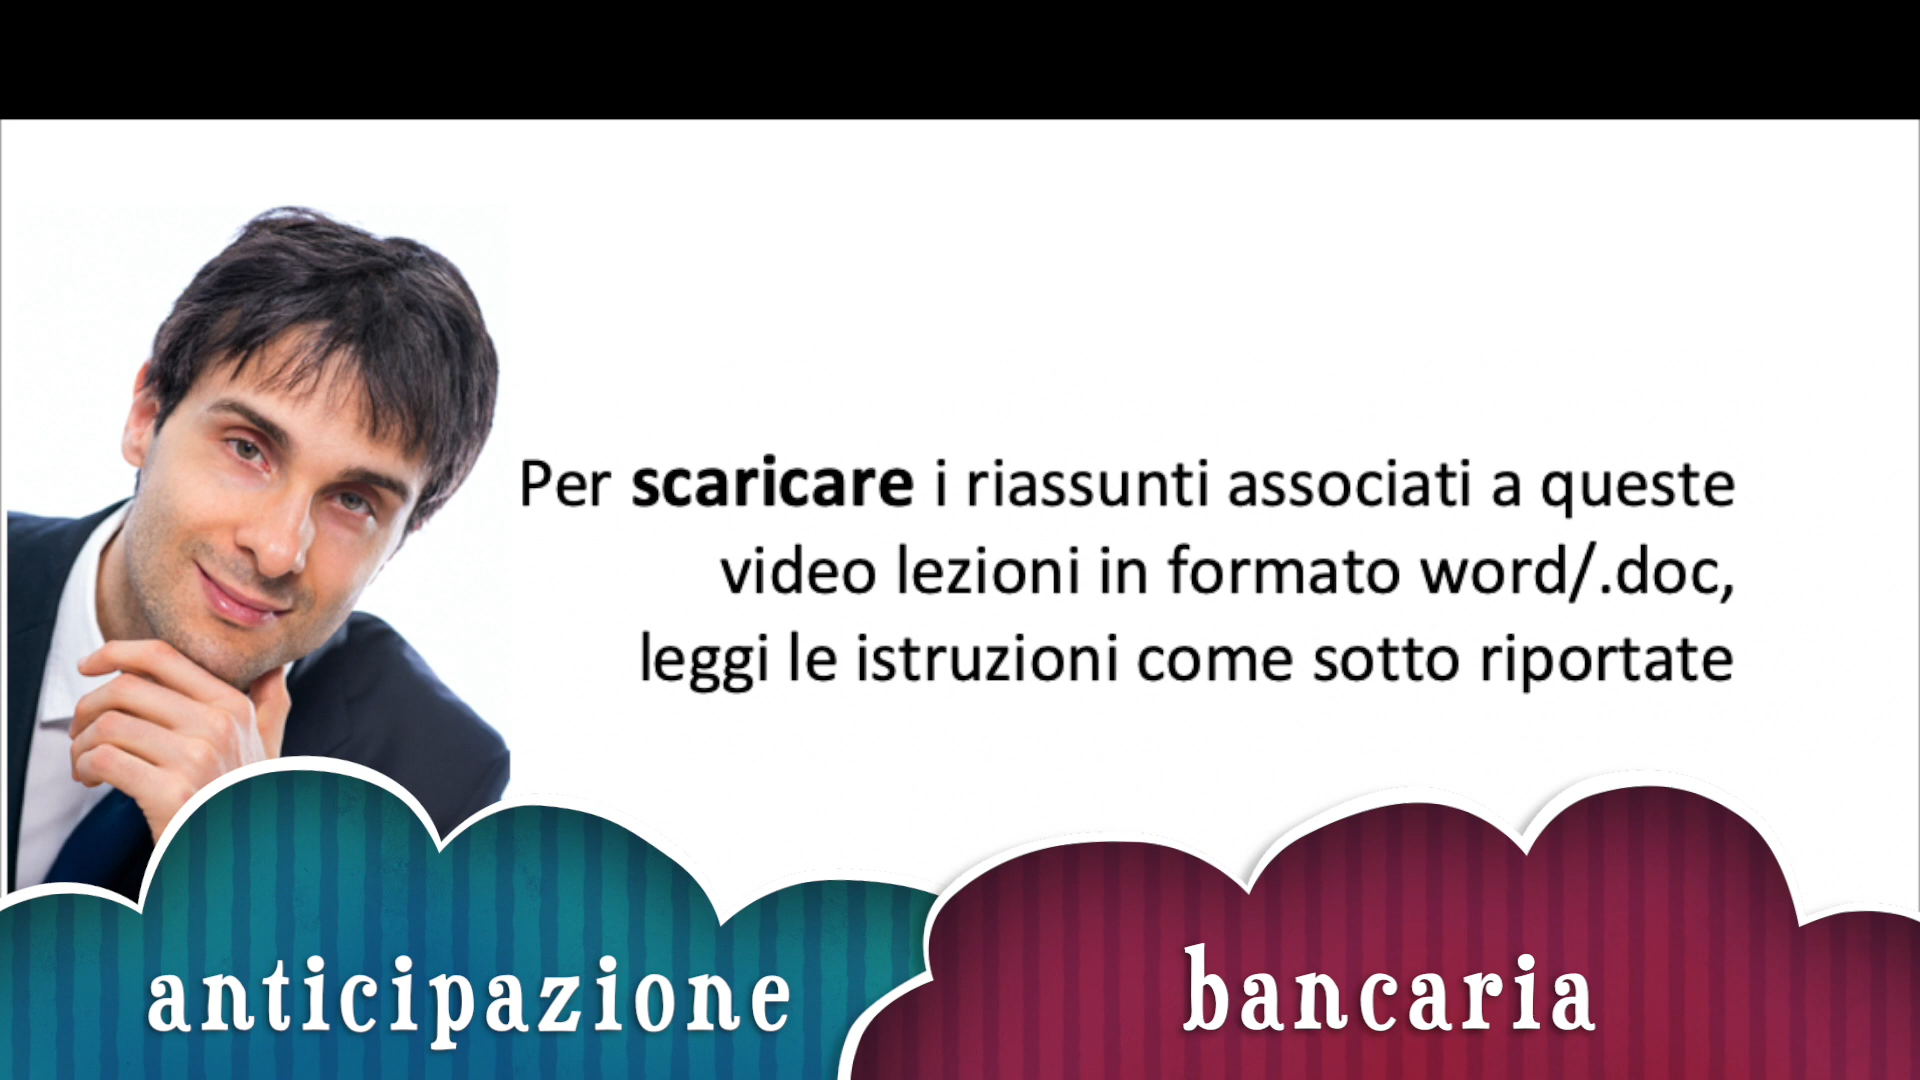 Per scaricare i riassunti associati a queste
video lezioni in formato word/.doc,
leggi le istruzioni come sotto riportate
anticipazione
bancaria